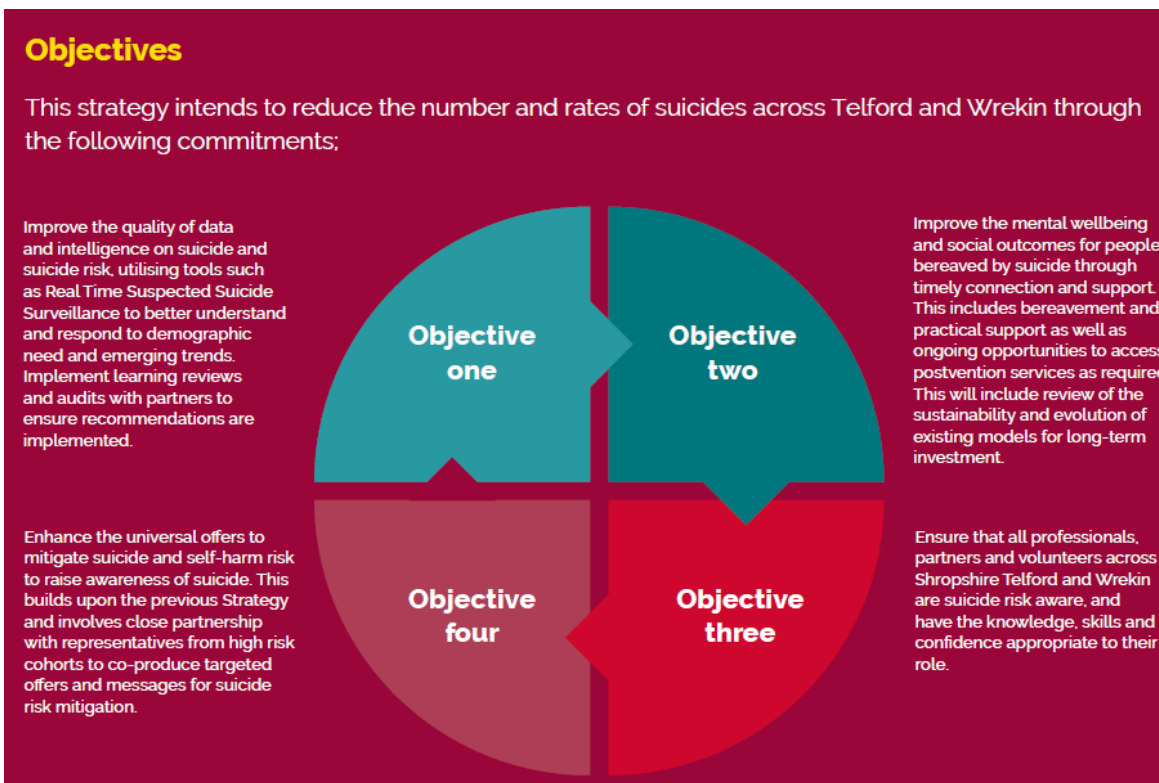 Objectives
This strategy intends to reduce the number and rates of suicides across Telford and Wrekin through
the following commitments;
Improve the quality of data
and intelligence on suicide and
suicide risk, utilising tools such
as Real Time Suspected Suicide
Surveillance to better understand
and respond to demographic
need and emerging trends.
Implement learning reviews
and audits with partners to
ensure recommendations are
implemented.
Objective
one
Objective
two
Improve the mental wellbeing
and social outcomes for people
bereaved by suicide through
timely connection and support.
This includes bereavement and
practical support as well as
ongoing opportunities to access
postvention services as require
This will include review of the
sustainability and evolution of
existing models for long-term
investment.
Enhance the universal offers to
mitigate suicide and self-harm risk
to raise awareness of suicide. This
builds upon the previous Strategy
and involves close partnership
with representatives from high risk
cohorts to co-produce targeted
offers and messages for suicide
risk mitigation.
Objective
four
Objective
three
Ensure that all professionals,
partners and volunteers across
Shropshire Telford and Wrekin
are suicide risk aware, and
have the knowledge, skills and
confidence appropriate to their
role.